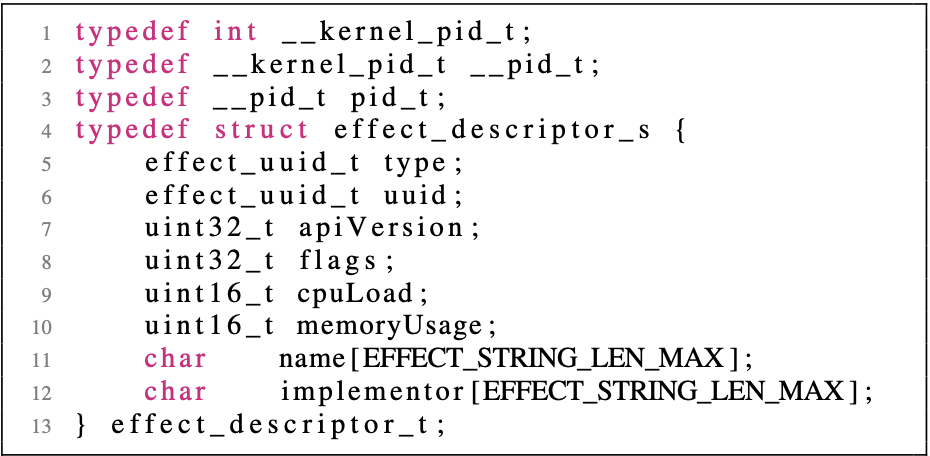 1 typedef int __kernel_pid_t;
2 typedef __kernel_pid_t __pid_t;
3 typedef __pid_t pid_t;
4 typedef struct effect_descriptor_s {
5 effect_uuid_t type;
6 effect_uuid_t uuid;
7 uint32_t apiVersion;
8 uint32_t flags;
9 uint16_t cpuLoad;
10 uint16_t memoryUsage;
11 char name[EFFECT_STRING_LEN_MAX];
12 char implementor[EFFECT_STRING_LEN_MAX];
13 } effect_descriptor_t;